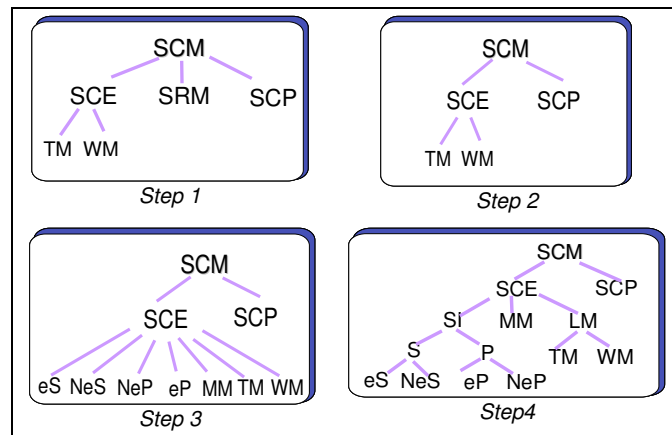 SCM
SCE SRM SCP
TM WM
Step 1
SCM
SCE SCP
TM WM
Step 2
SCM
SCE SCP
eS NeS NeP eP MM TM WM
Step 3
SCM
SCE SCP
Si MM LM
S P TM WM
eS NeS eP NeP
Step4